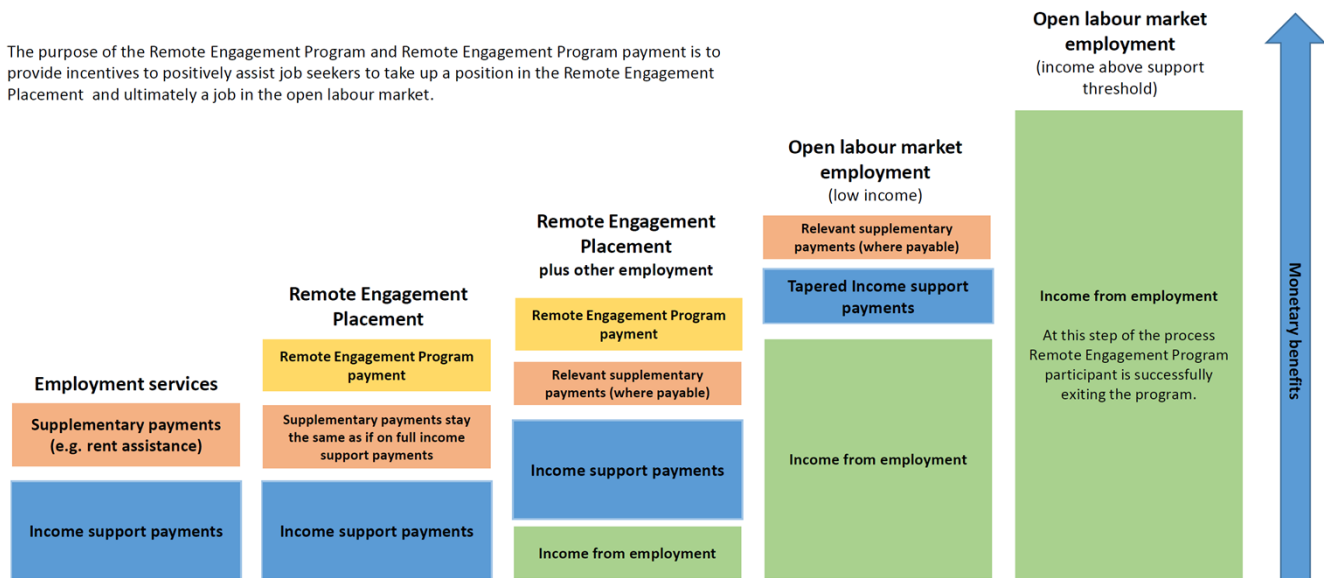 The purpose of the Remote Engagement Program and Remote Engagement Program payment is to
provide incentives to positively assist job seekers to take up a position in the Remote Engagement
Placement and ultimately a job in the open labour market.
Employment services
Supplementary payments
(e.g. rent assistance)
Income support payments
Remote Engagement
Placement
Remote Engagement Program
payment
Supplementary payments stay
the same as if on full income
support payments
Income support payments
Remote Engagement
Placement
plus other employment
Remote Engagement Program
payment
Relevant supplementary
payments (where payable)
Income support payments
Income from employment
Open labour market
employment
(low income)
Relevant supplementary
payments (where payable)
Tapered Income support
payments
Income from employment
Open labour market
employment
(income above support
threshold)
Income from employment
At this step of the process
Remote Engagement Program
participant is successfully
exiting the program.
Monetary benefits